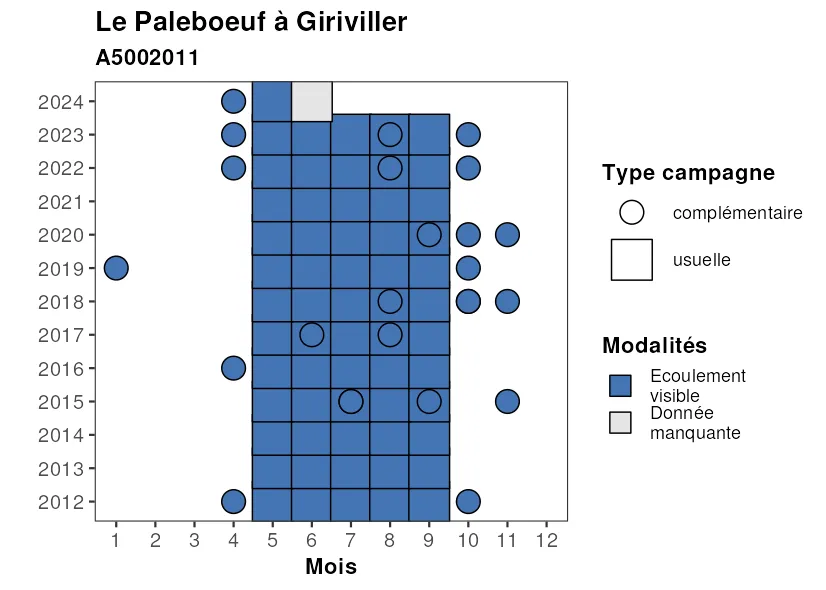 Le Paleboeuf à Giriviller
A5002011
2024
2023
2022
2021
2020
2019
2018
2017
2016
2015
2014
2013
2012
1 2 3 4 5 6 7 8 9 10 11 12
Mois
Type campagne
complémentaire
usuelle
Modalités
Ecoulement
visible
Donnée
manquante